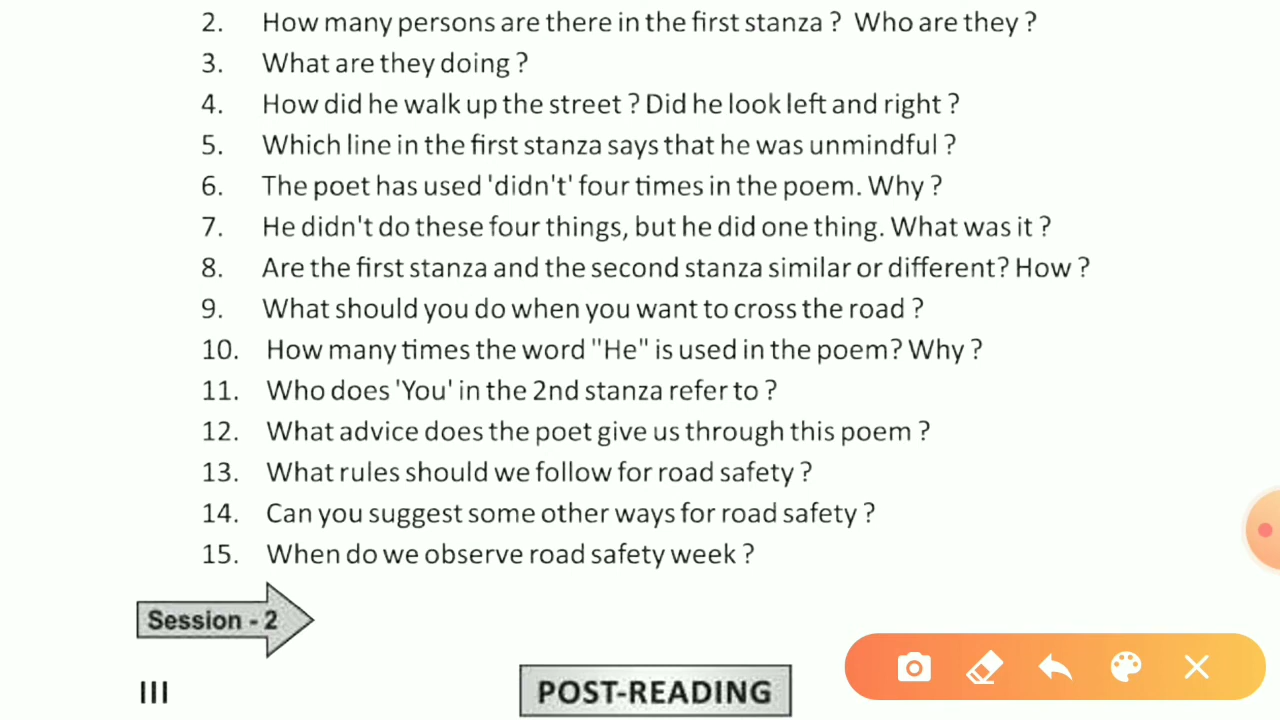 2. How many persons are there in the first stanza ? Who are they ?
3. What are they doing ?
4. How did he walk up the street ? Did he look left and right ?
5. Which line in the first stanza says that he was unmindful ?
6. The poet has used 'didn't' four times in the poem. Why ?
7. He didn't do these four things, but he did one thing. What was it ?
8. Are the first stanza and the second stanza similar or different? How ?
9. What should you do when you want to cross the road ?
10. How many times the word "He" is used in the poem? Why ?
11. Who does 'You' in the 2nd stanza refer to ?
12. What advice does the poet give us through this poem ?
13. What rules should we follow for road safety ?
14. Can you suggest some other ways for road safety ?
15. When do we observe road safety week ?
Session - 2
III POST-READING